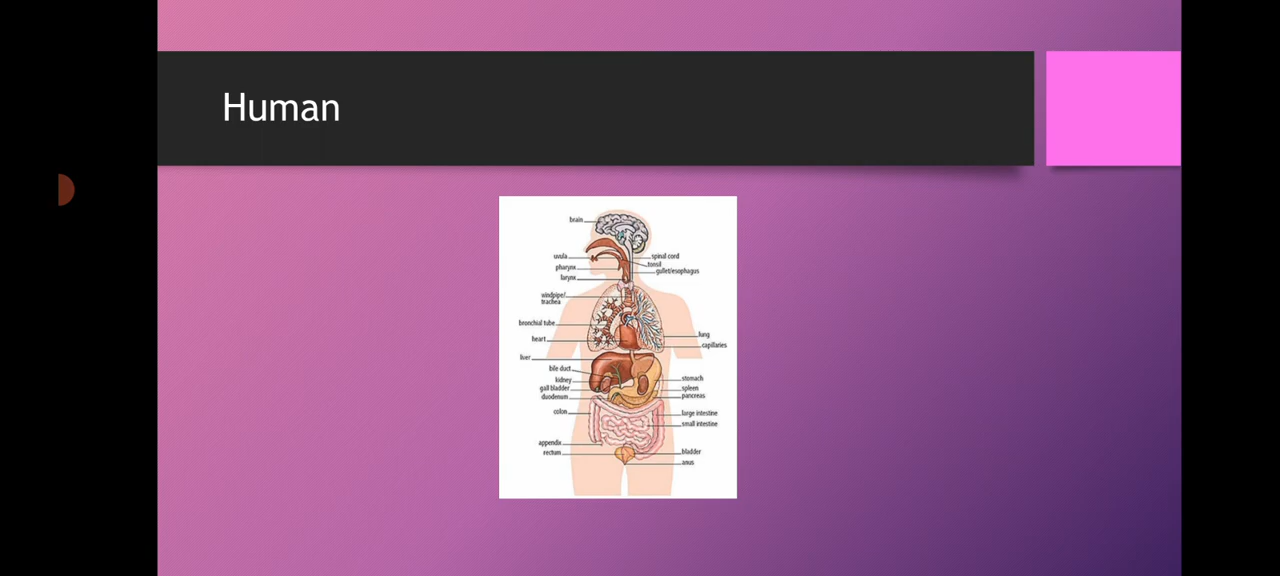 Human
brain
uvula
spinal cord
tonsil
pharynx
gullet/esophagus
larynx
windpipe/
trachea
bronchial tube
lung
heart
capillaries
liver
bile duct
kidney
stomach
gall bladder
spleen
duodenum
pancreas
colon
large intestine
small intestine
appendix
rectum
bladder
anus